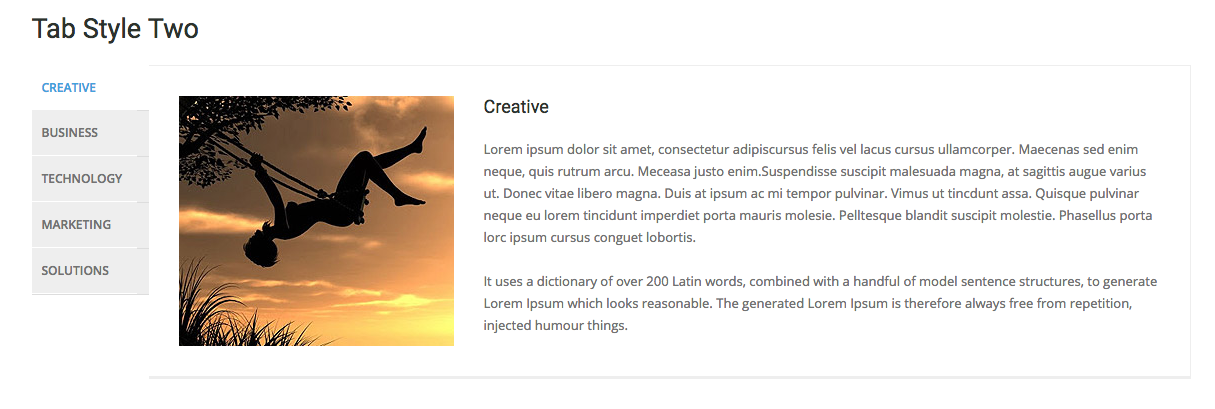 Tab Style Two
CREATIVE
BUSINESS
TECHNOLOGY
MARKETING
SOLUTIONS
Creative
Lorem ipsum dolor sit amet, consectetur adipiscursus felis vel lacus cursus ullamcorper. Maecenas sed enim
neque, quis rutrum arcu. Meceasa justo enim.Suspendisse suscipit malesuada magna, at sagittis augue varius
ut. Donec vitae libero magna. Duis at ipsum ac mi tempor pulvinar. Vimus ut tincdunt assa. Quisque pulvinar
neque eu lorem tincidunt imperdiet porta mauris molesie. Pelltesque blandit suscipit molestie. Phasellus porta
lorc ipsum cursus conguet lobortis.
It uses a dictionary of over 200 Latin words, combined with a handful of model sentence structures, to generate
Lorem Ipsum which looks reasonable. The generated Lorem Ipsum is therefore always free from repetition,
injected humour things.